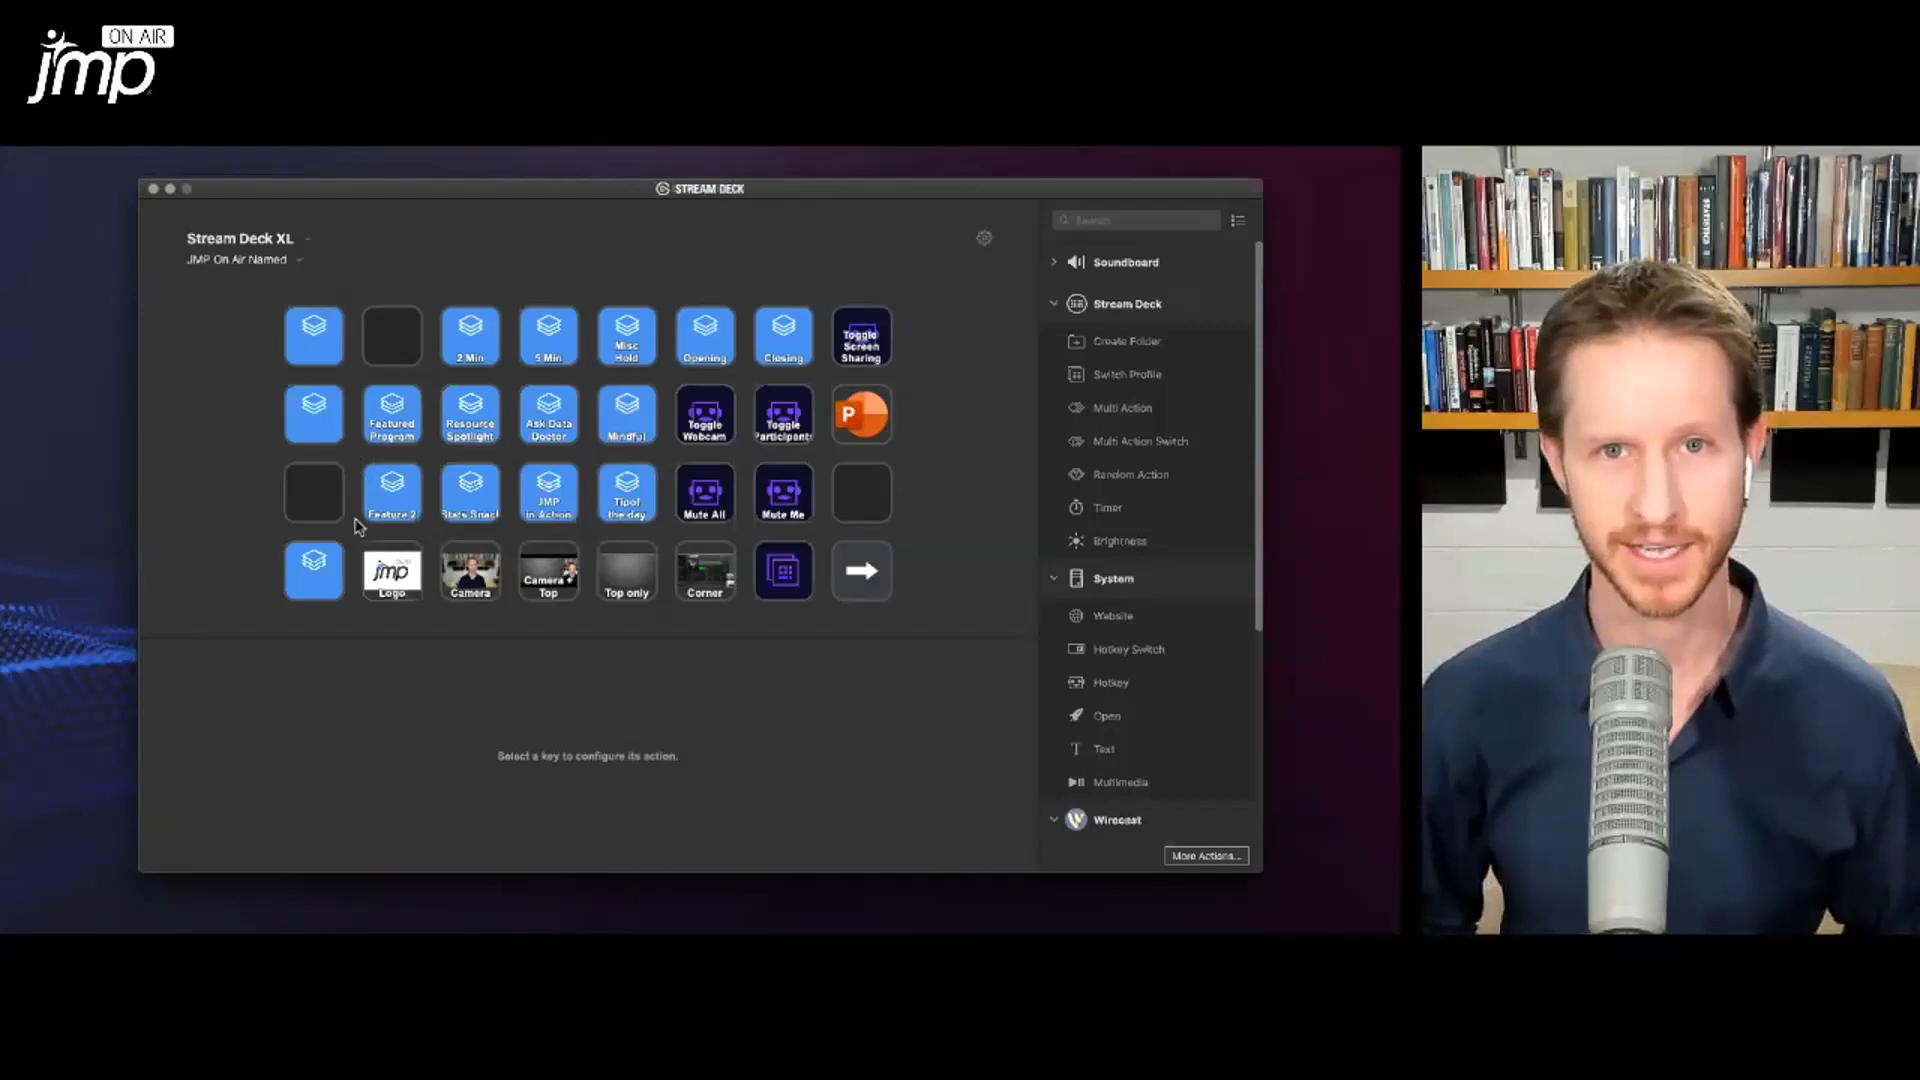 ON AIR
jmp
STREAM DECK
Stream Deck XL
JMP On Air Named
Search
Soundboard
Stream Deck
Create Folder
Switch Profile
Multi Action
Multi Action Switch
Random Action
Timer
Brightness
System
Website
Hotkey Switch
Hotkey
Open
Text
Multimedia
Wirecast
More Actions...
2 Min
5 Min
Misc
Hold
Opening
Closing
Toggle
Screen
Sharing
Featured
Program
Resource
Spotlight
Ask Data
Doctor
Mindful
Toggle
Webcam
Toggle
Participants
P
Feature 2
Stats Snack
JMP
in Action
Tip of
the day
Mute All
Mute Me
jmp
Logo
Camera
Camera +
Top
Top only
Corner
Select a key to configure its action.
STATISTICS